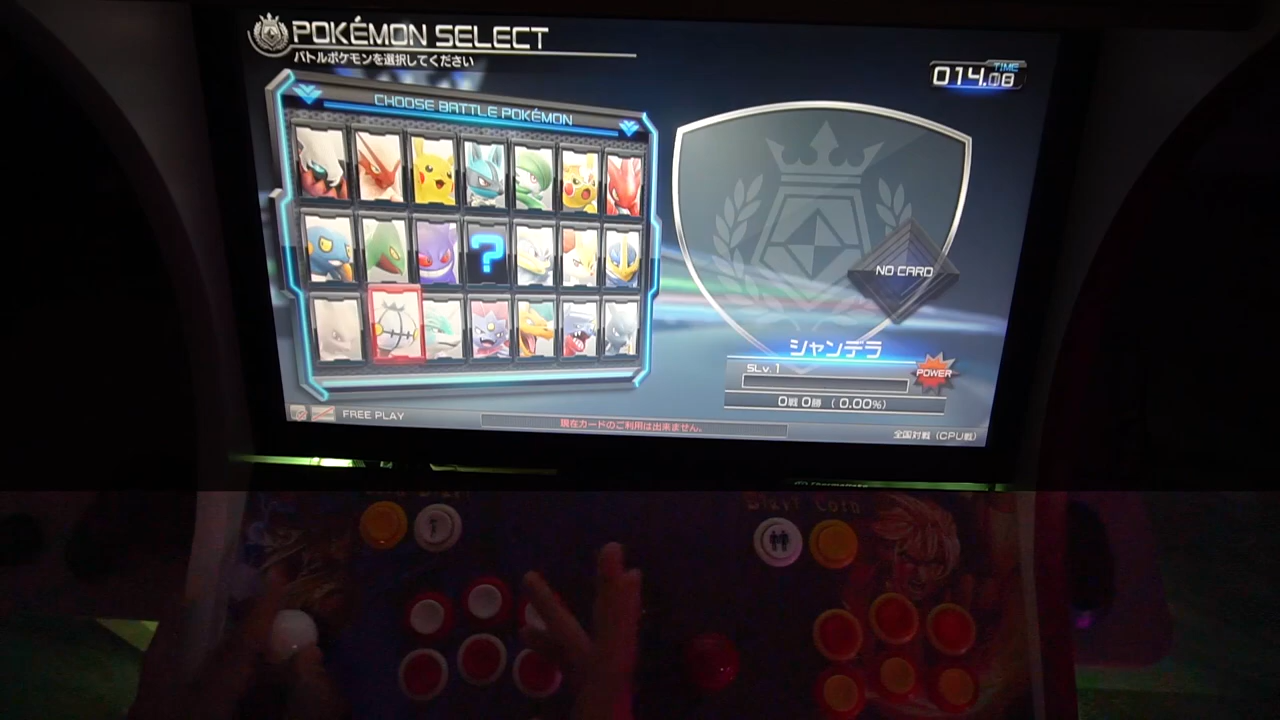 POKÉMON SELECT
バトルポケモンを選択してください
TIME
014.08
CHOOSE BATTLE POKÉMON
?
NO CARD
シャンデラ
SLv.1
POWER
0戦 0勝 ( 0.00%)
FREE PLAY
現在カードのご利用は出来ません。
全国対戦 (CPU戦)